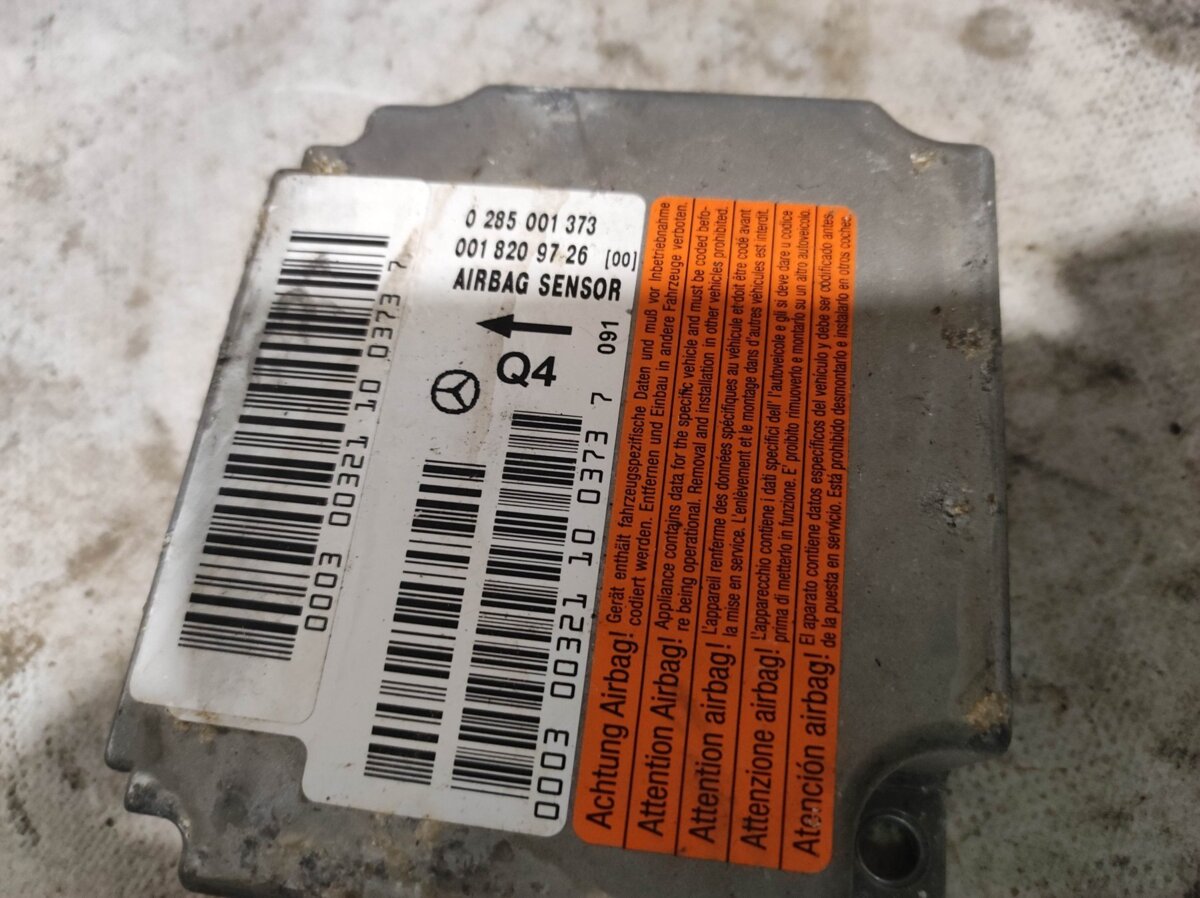 0 285 001 373
001 820 97-26 [00]
AIRBAG SENSOR
091
Q4
0003 00321 10 0373 7
0003 00321 10 0373 7
Achtung Airbag! Gerät enthält fahrzeugspezifische Daten und muß vor Inbetriebnahme
codiert werden. Entfernen und Einbau in andere Fahrzeuge verboten.
Attention Airbag! Appliance contains data for the specific vehicle and must be coded befo-
re being operational. Removal and installation in other vehicles prohibited.
Attention airbag! L'appareil renferme des données spécifiques au véhicule et doit être codé avant
la mise en service. L'enlèvement et le montage dans d'autres véhicules est interdit.
Attenzione airbag! L'apparecchio contiene i dati specifici dell' l'autoveicolo e gli si deve dare u codice
prima di metterlo in funzione. E' proibito rimuoverlo e montarlo su un altro autoveicolo.
Atención airbag! El aparato contiene datos específicos del vehículo y debe ser codificado antes
de la puesta en servicio. Está prohibido desmontarlo e instalarlo en otros coches.